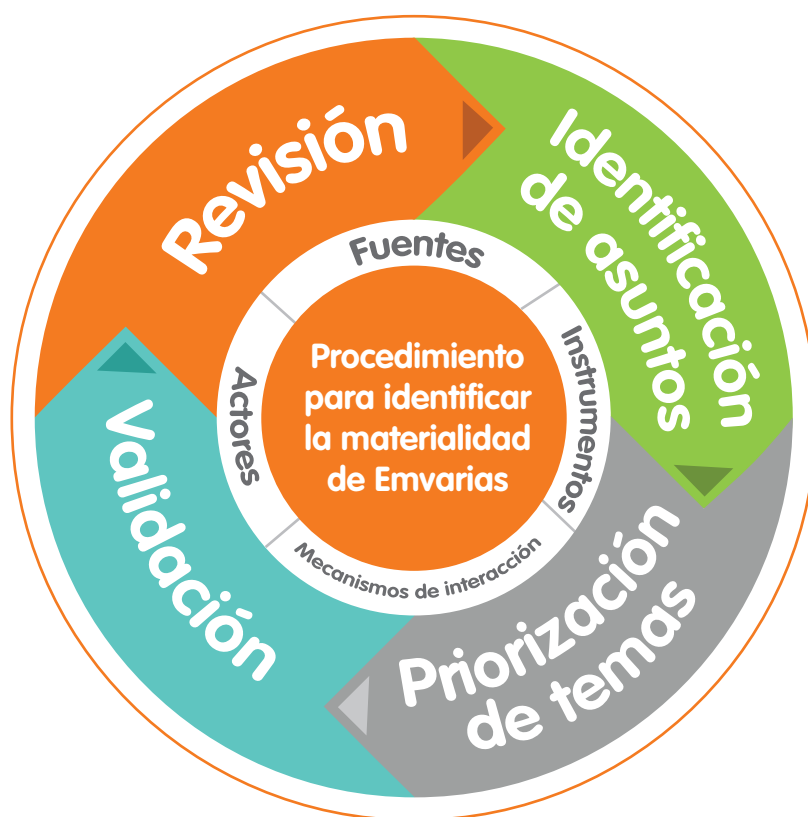 Revisión
Identificación
de asuntos
Priorización
de temas
Validación
Fuentes
Instrumentos
Mecanismos de interacción
Actores
Procedimiento
para identificar
la materialidad
de Emvarias